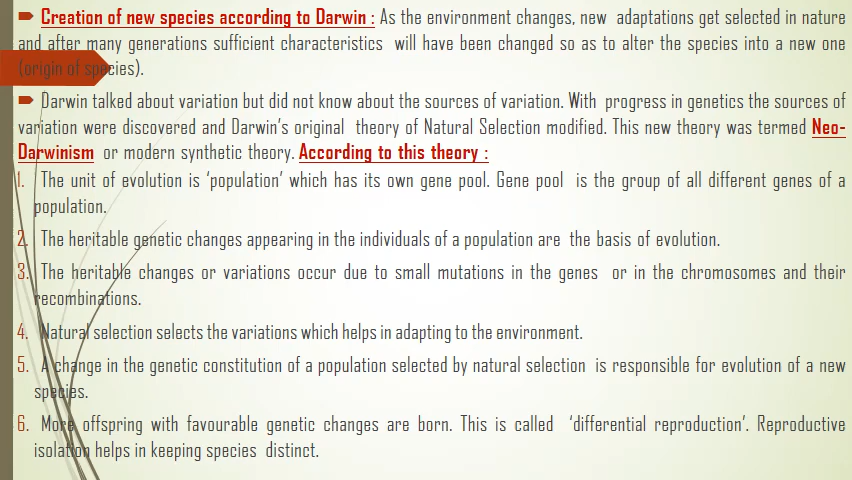 Creation of new species according to Darwin : As the environment changes, new adaptations get selected in nature
and after many generations sufficient characteristics will have been changed so as to alter the species into a new one
(origin of species).
Darwin talked about variation but did not know about the sources of variation. With progress in genetics the sources of
variation were discovered and Darwin's original theory of Natural Selection modified. This new theory was termed Neo-
Darwinism or modern synthetic theory. According to this theory :
1. The unit of evolution is 'population' which has its own gene pool. Gene pool is the group of all different genes of a
population.
2. The heritable genetic changes appearing in the individuals of a population are the basis of evolution.
3. The heritable changes or variations occur due to small mutations in the genes or in the chromosomes and their
recombinations.
4. Natural selection selects the variations which helps in adapting to the environment.
5. A change in the genetic constitution of a population selected by natural selection is responsible for evolution of a new
species.
6. More offspring with favourable genetic changes are born. This is called 'differential reproduction'. Reproductive
isolation helps in keeping species distinct.